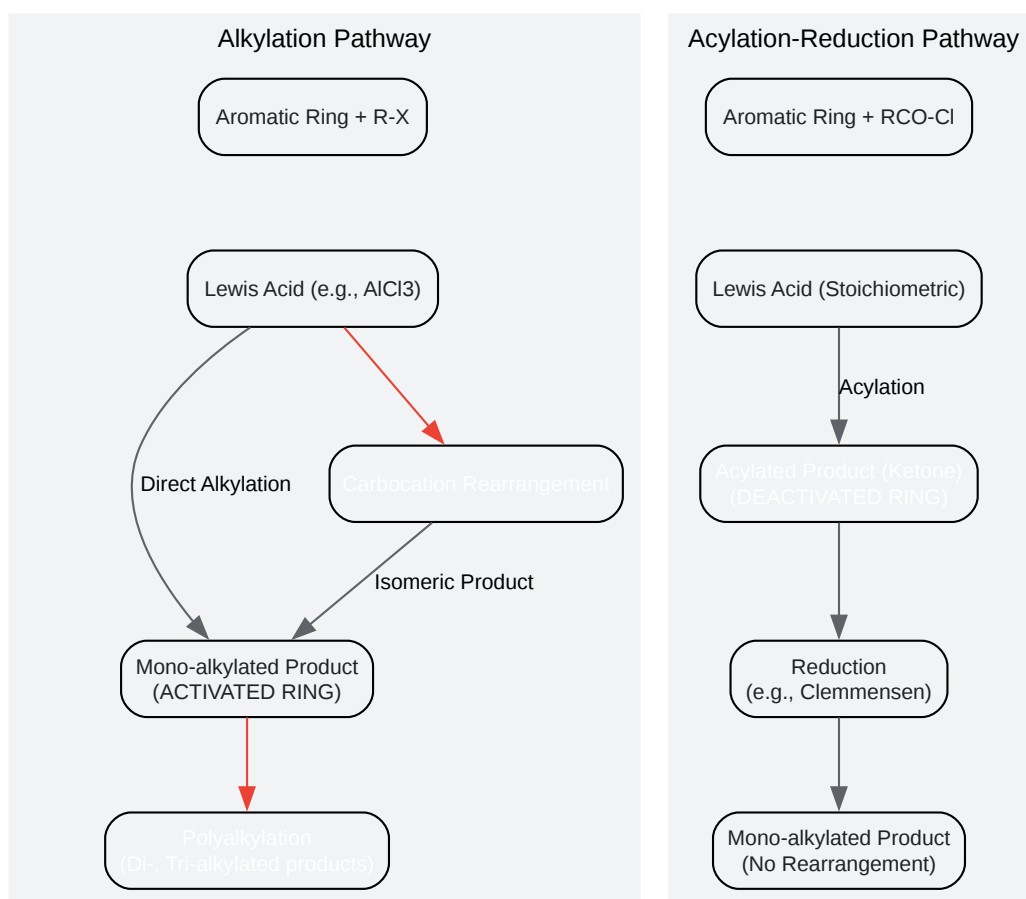 Alkylation Pathway
Aromatic Ring + R-X
Lewis Acid (e.g., AlCl3)
Direct Alkylation
Carbocation Rearrangement
Isomeric Product
Mono-alkylated Product
(ACTIVATED RING)
Polyalkylation
(Di-, Tri-alkylated products)
Acylation-Reduction Pathway
Aromatic Ring + RCO-Cl
Lewis Acid (Stoichiometric)
Acylation
Acylated Product (Ketone)
(DEACTIVATED RING)
Reduction
(e.g., Clemmensen)
Mono-alkylated Product
(No Rearrangement)